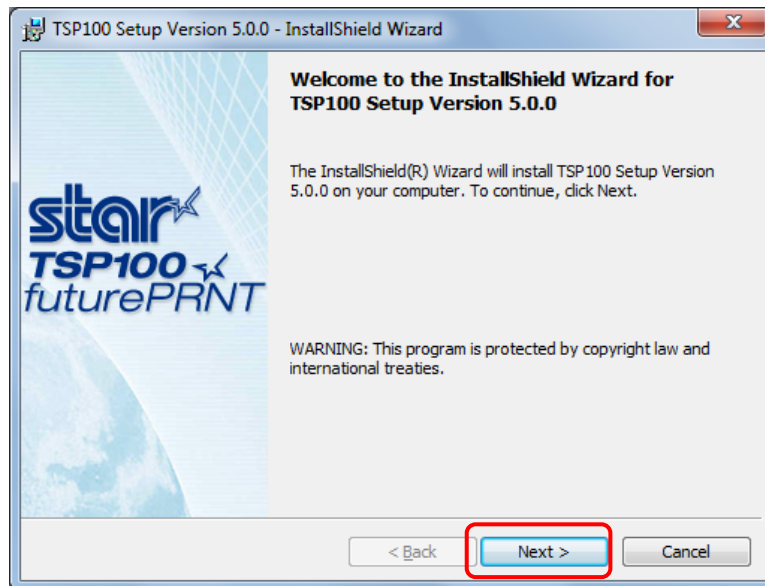 TSP100 Setup Version 5.0.0 - InstallShield Wizard
Welcome to the InstallShield Wizard for
TSP100 Setup Version 5.0.0
The InstallShield(R) Wizard will install TSP100 Setup Version
5.0.0 on your computer. To continue, click Next.
star
TSP100
futurePRNT
WARNING: This program is protected by copyright law and
international treaties.
< Back
Next >
Cancel